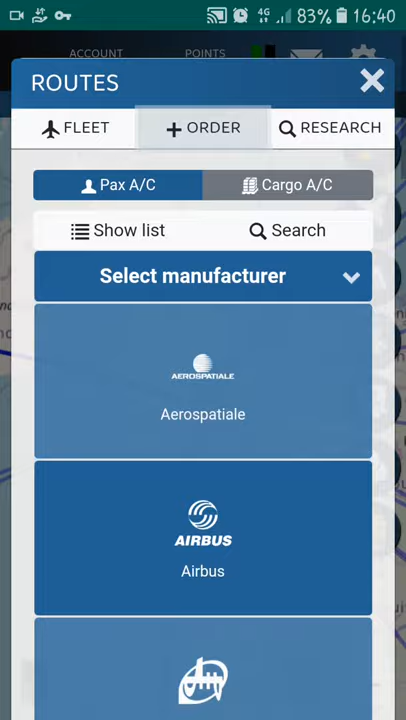 4G 83% 16:40
ACCOUNT POINTS
ROUTES
FLEET ORDER RESEARCH
Pax A/C Cargo A/C
Show list Search
Select manufacturer
AEROSPATIALE
Aerospatiale
AIRBUS
Airbus